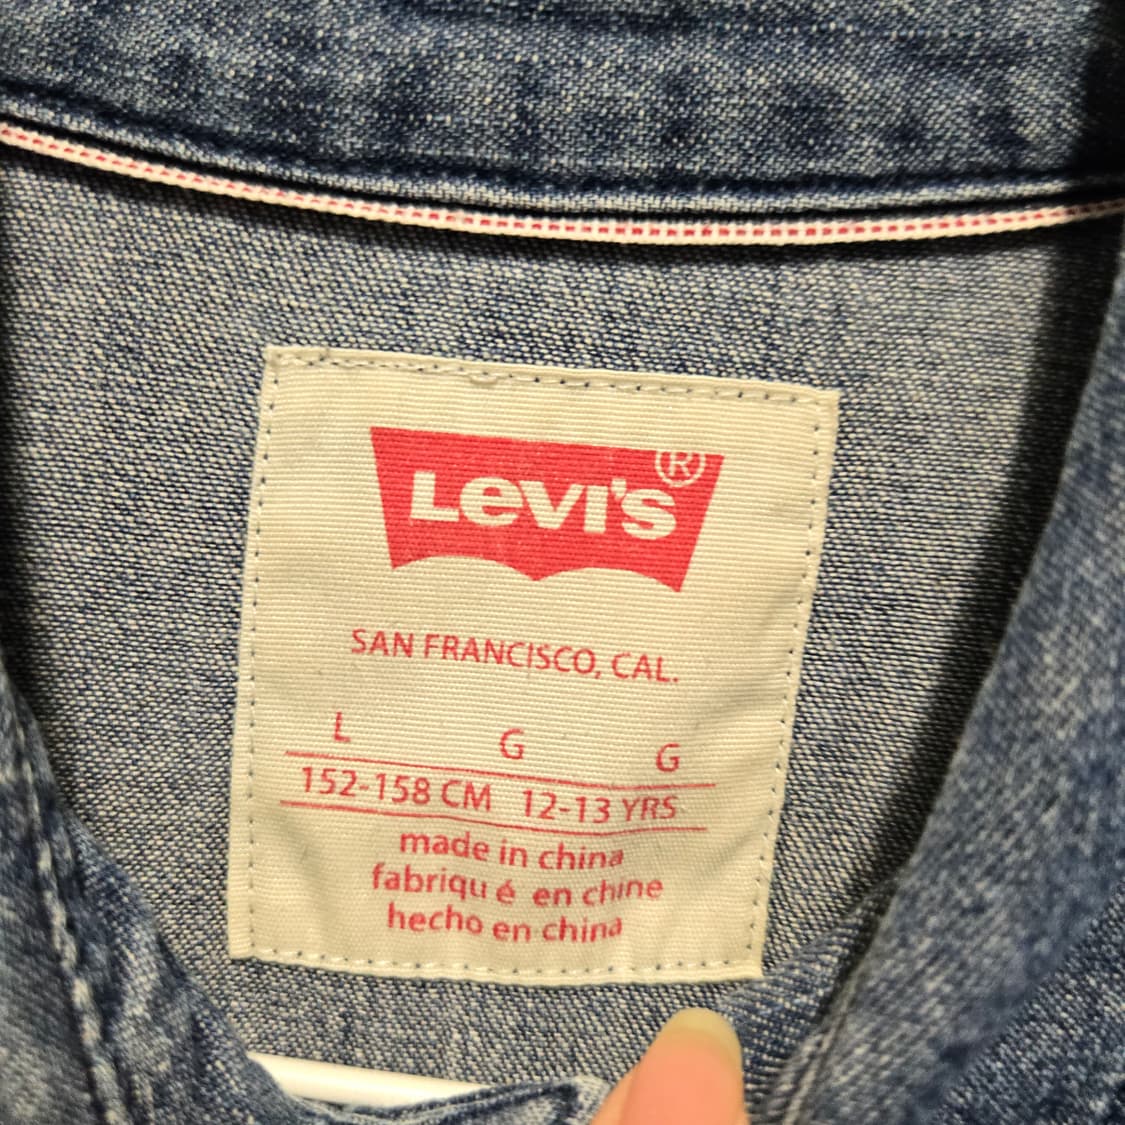 Levi's®
SAN FRANCISCO, CAL.
L G G
152-158 CM 12-13 YRS
made in china
fabriqu é en chine
hecho en china